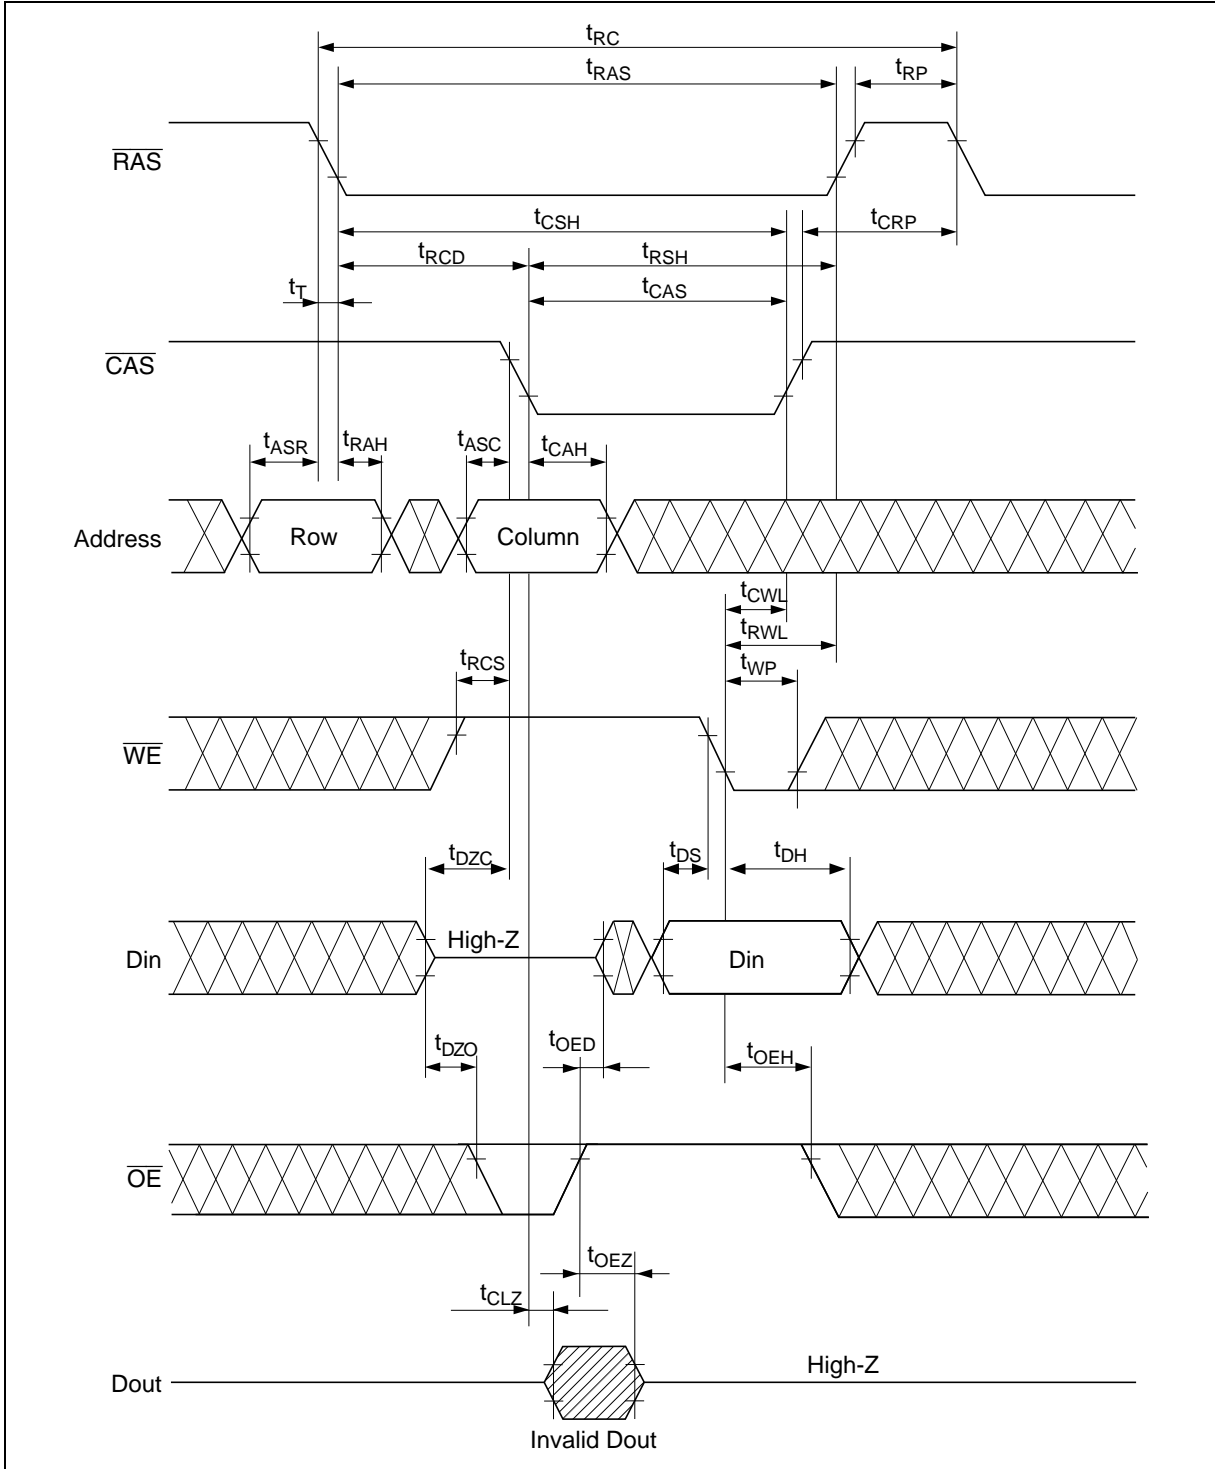 tRC
tRAS
tRP
RAS
tCSH
tCRP
tRCD
tRSH
tT
tCAS
CAS
tASR
tRAH
tASC
tCAH
Address
Row
Column
tCWL
tRWL
tRCS
tWP
WE
tDZC
tDS
tDH
High-Z
Din
Din
tDZO
tOED
tOEH
OE
tOEZ
tCLZ
High-Z
Dout
Invalid Dout